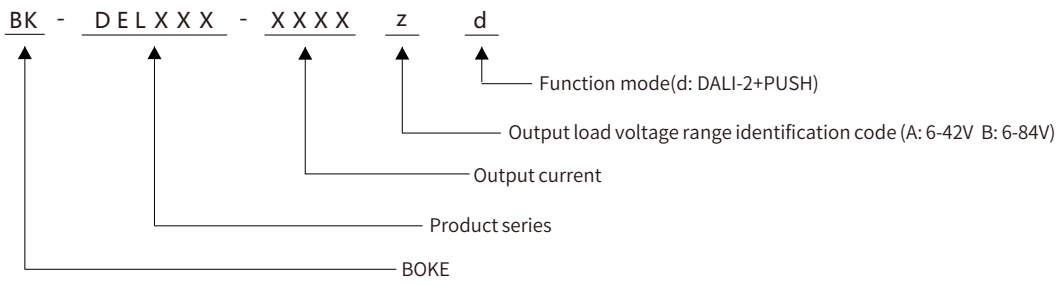 BK - DELXXX - XXXX z d
Function mode(d: DALI-2+PUSH)
Output load voltage range identification code (A: 6-42V B: 6-84V)
Output current
Product series
BOKE